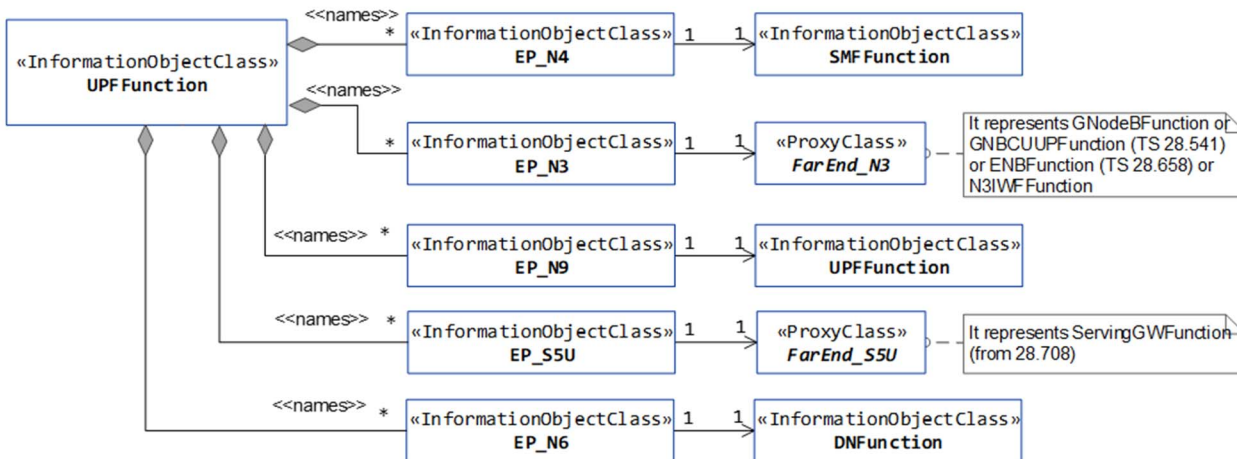 «InformationObjectClass»
UPFFunction
<<names>>
*
«InformationObjectClass»
EP_N4
1
1
«InformationObjectClass»
SMFFunction
<<names>>
*
«InformationObjectClass»
EP_N3
1
1
«ProxyClass»
FarEnd_N3
It represents GNodeBFunction or
GNBCUUPFunction (TS 28.541)
or ENBFunction (TS 28.658) or
N3IWFFunction
<<names>>
*
«InformationObjectClass»
EP_N9
1
1
«InformationObjectClass»
UPFFunction
<<names>>
*
«InformationObjectClass»
EP_S5U
1
1
«ProxyClass»
FarEnd_S5U
It represents ServingGWFunction
(from 28.708)
<<names>>
*
«InformationObjectClass»
EP_N6
1
1
«InformationObjectClass»
DNFunction